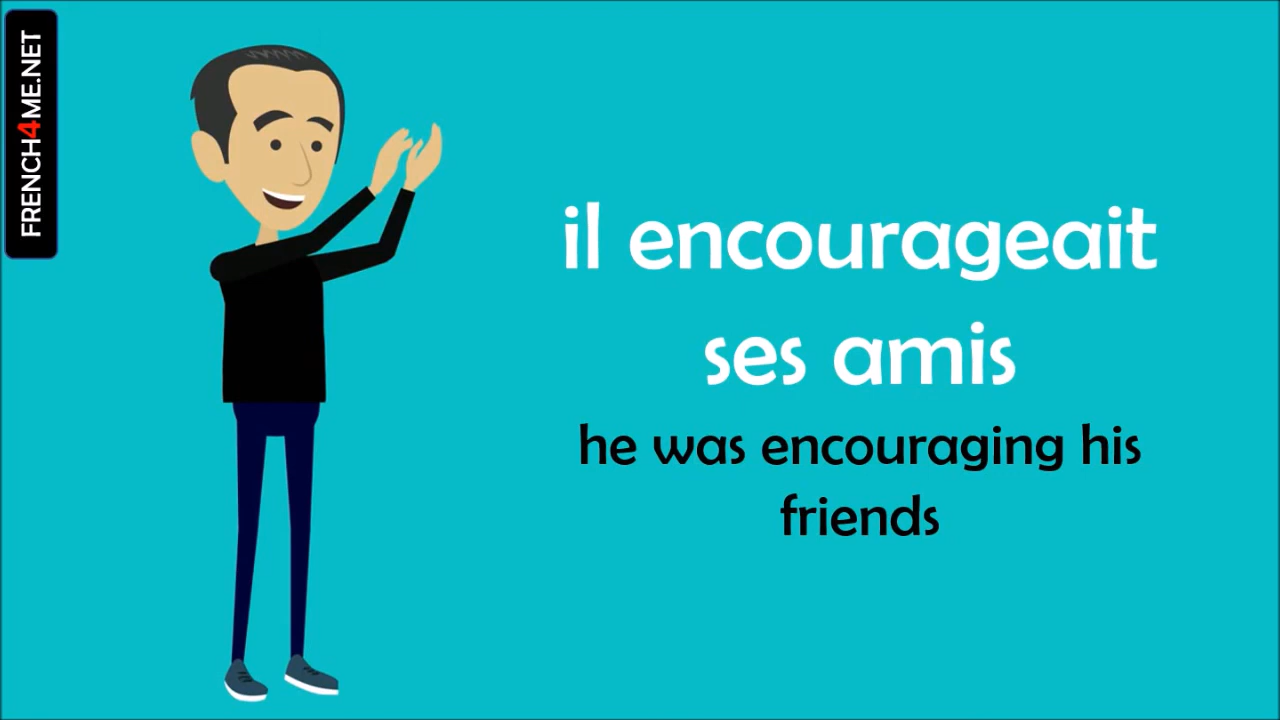 FRENCH4ME.NET
il encourageait
ses amis
he was encouraging his
friends